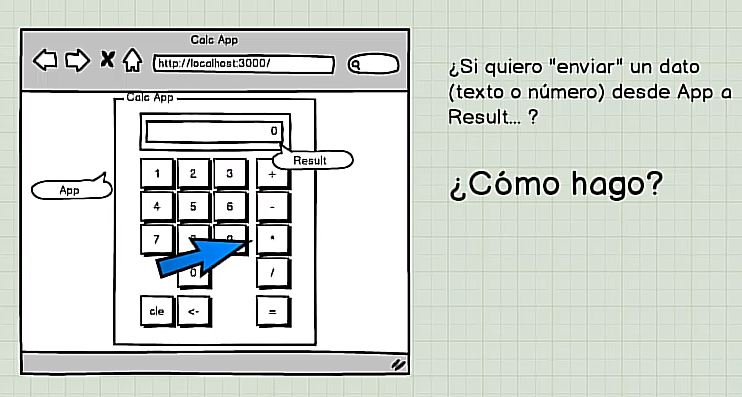 Calc App
http://localhost:3000/
Calc App
0
Result
App
1 2 3 +
4 5 6 -
7 *
0 /
cle <- =
¿Si quiero "enviar" un dato
(texto o número) desde App a
Result... ?
¿Cómo hago?